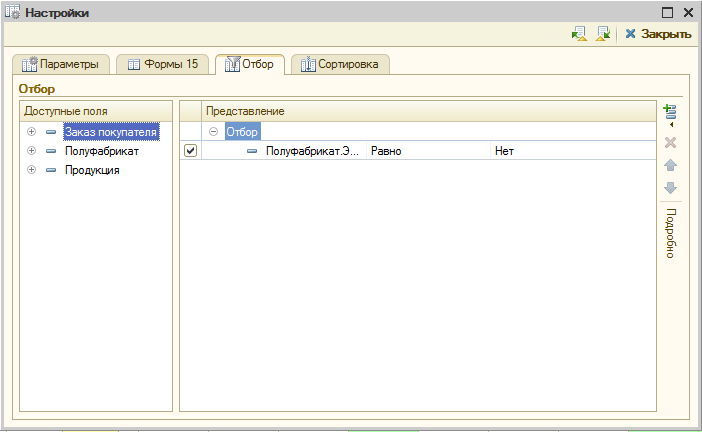 Настройки
Закрыть
Параметры
Формы 15
Отбор
Сортировка
Отбор
Доступные поля
Представление
Заказ покупателя
Отбор
Полуфабрикат
Полуфабрикат.Э... Равно Нет
Продукция
Подробно